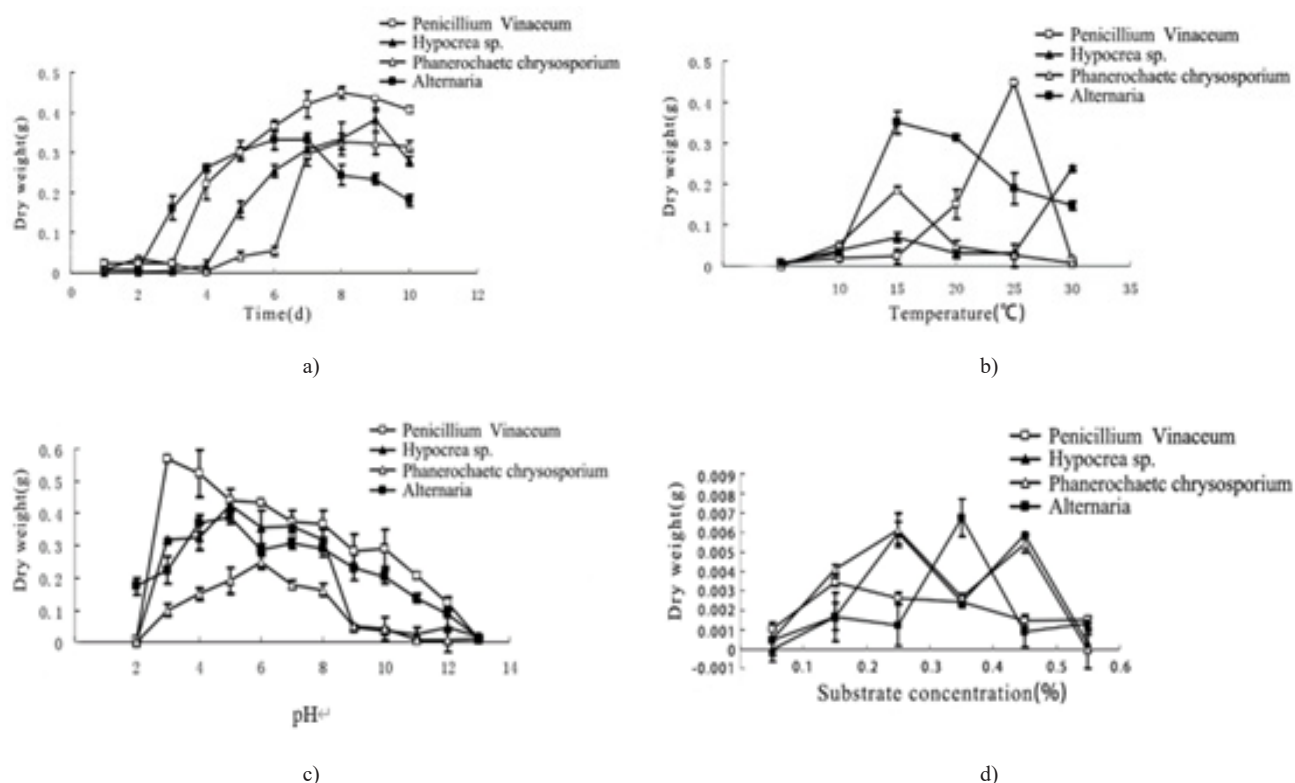 Penicillium Vinaceum
Hypocrea sp.
Phanerochaetc chrysosporium
Alternaria
Dry weight(g)
0.5
0.4
0.3
0.2
0.1
0
0 2 4 6 8 10 12
Time(d)
a)
Penicillium Vinaceum
Hypocrea sp.
Phanerochaetc chrysosporium
Alternaria
Dry weight(g)
0.5
0.4
0.3
0.2
0.1
0
10 15 20 25 30 35
Temperature(℃)
b)
Penicillium Vinaceum
Hypocrea sp.
Phanerochaetc chrysosporium
Alternaria
Dry weight(g)
0.6
0.5
0.4
0.3
0.2
0.1
0
2 4 6 8 10 12 14
pH↵
c)
Penicillium Vinaceum
Hypocrea sp.
Phanerochaetc chrysosporium
Alternaria
Dry weight(g)
0.009
0.008
0.007
0.006
0.005
0.004
0.003
0.002
0.001
0
-0.001
0.1 0.2 0.3 0.4 0.5 0.6
Substrate concentration(%)
d)